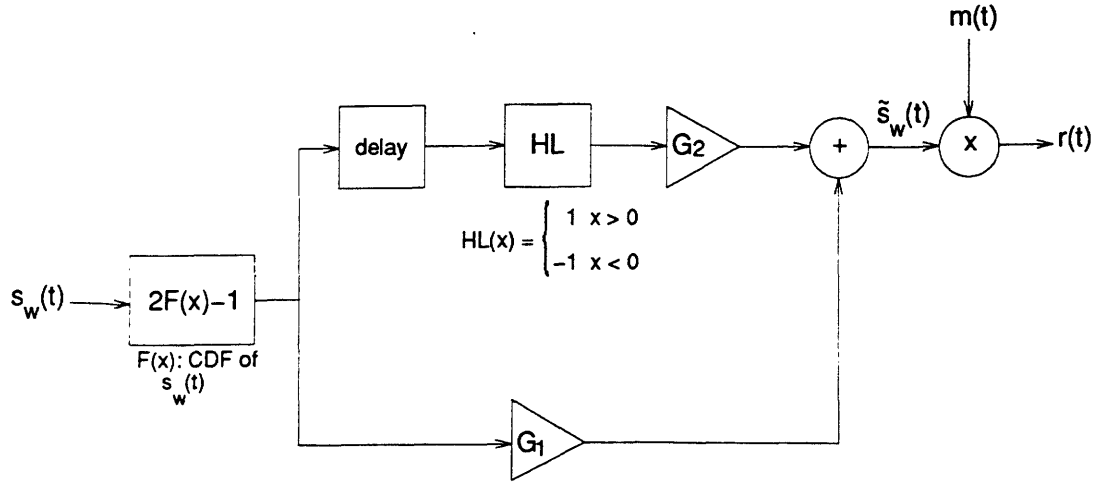 m(t)
delay
HL
G2
+
s̃w(t)
x
r(t)
HL(x) = { 1 x > 0
−1 x < 0
sw(t)
2F(x)−1
F(x): CDF of
sw(t)
G1